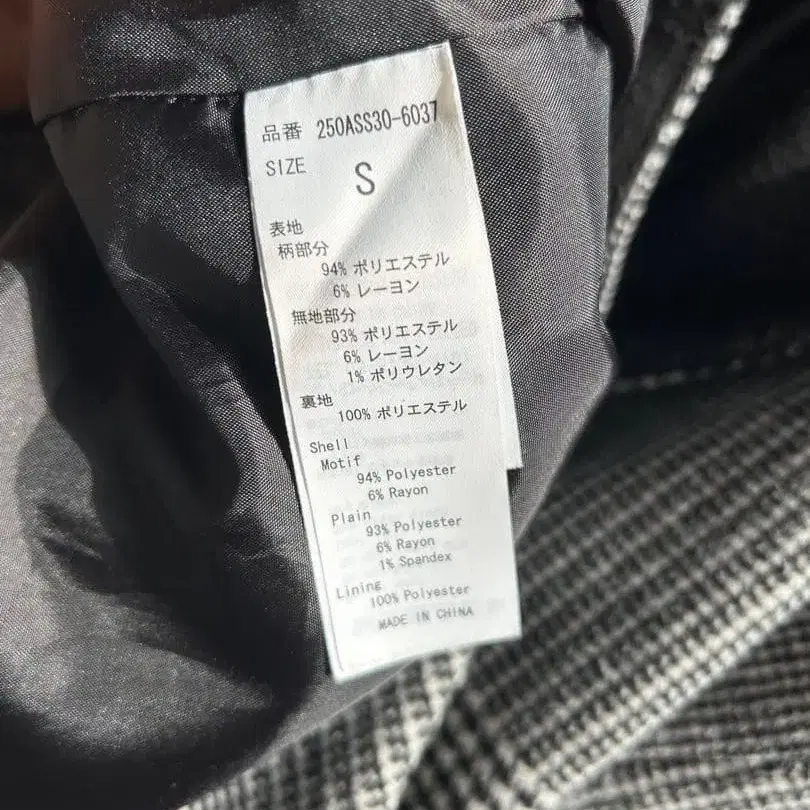 品番 250ASS30-6037
SIZE
S
表地
柄部分
94% ポリエステル
6% レーヨン
無地部分
93% ポリエステル
6% レーヨン
1% ポリウレタン
裏地
100% ポリエステル
Shell
Motif
94% Polyester
6% Rayon
Plain
93% Polyester
6% Rayon
1% Spandex
Lining
100% Polyester
MADE IN CHINA